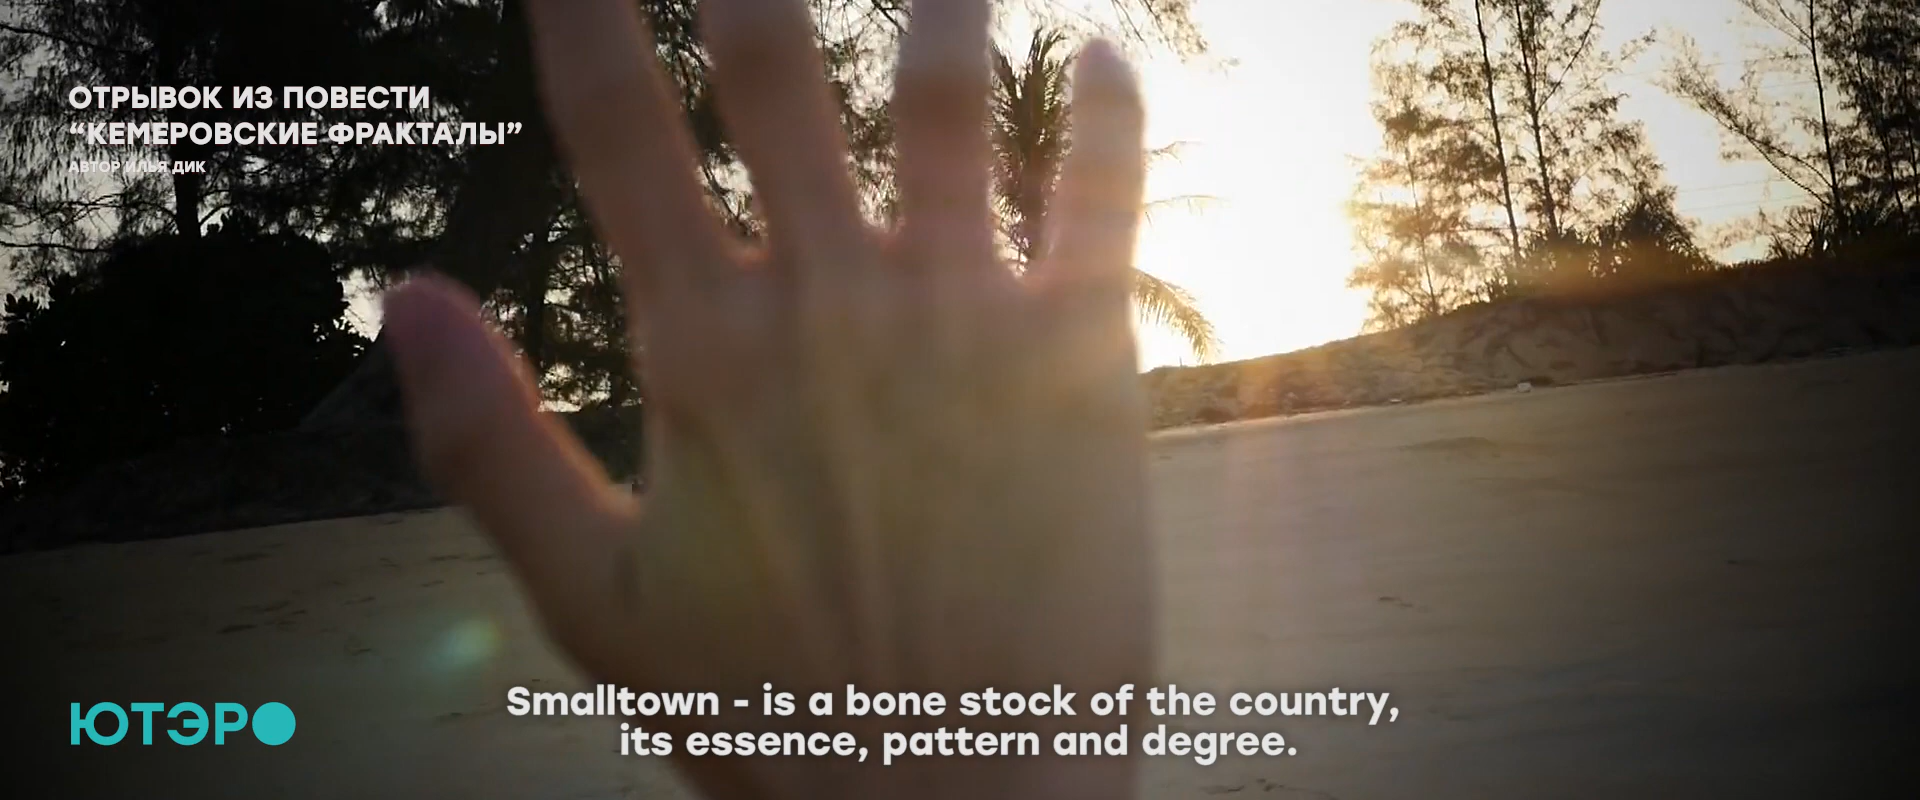 ОТРЫВОК ИЗ ПОВЕСТИ
“КЕМЕРОВСКИЕ ФРАКТАЛЫ”
АВТОР ИЛЬЯ ДИК
ЮТЭРО
Smalltown - is a bone stock of the country,
its essence, pattern and degree.